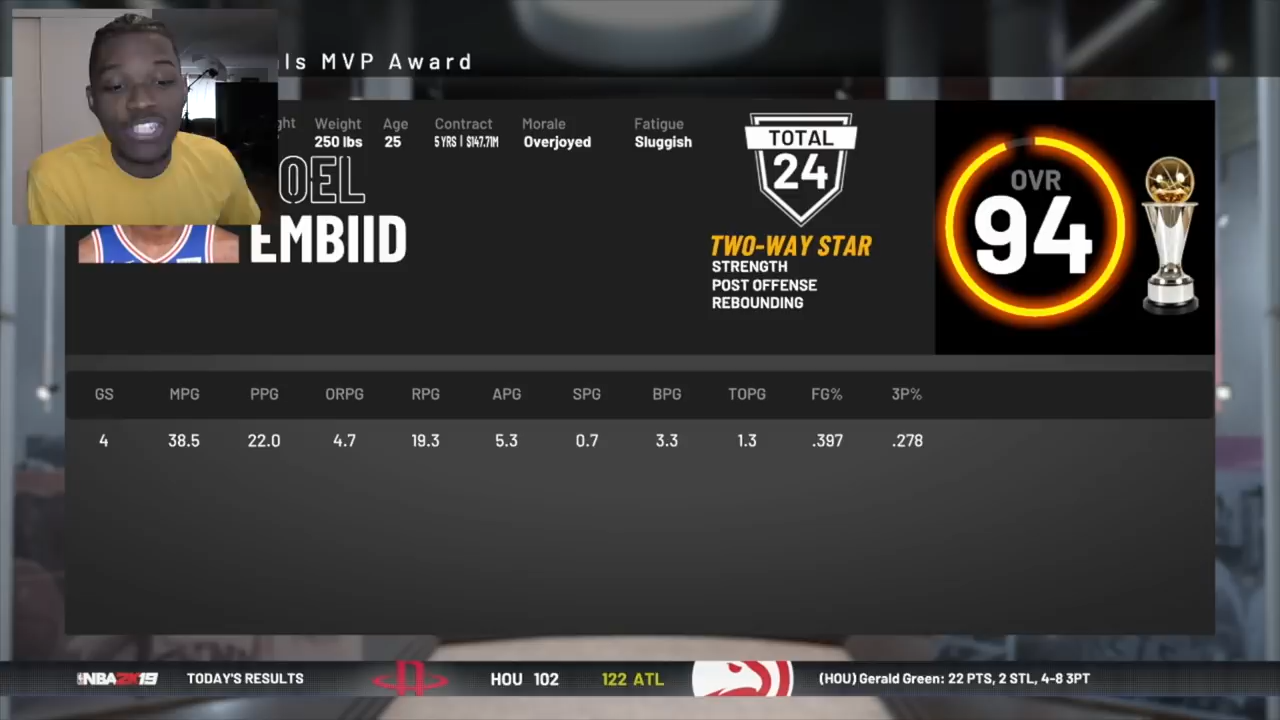 ls MVP Award
ght Weight Age Contract Morale Fatigue
250 lbs 25 5 YRS | $147.71M Overjoyed Sluggish
OEL
EMBIID
TOTAL
24
TWO-WAY STAR
STRENGTH
POST OFFENSE
REBOUNDING
OVR
94
GS MPG PPG ORPG RPG APG SPG BPG TOPG FG% 3P%
4 38.5 22.0 4.7 19.3 5.3 0.7 3.3 1.3 .397 .278
NBA2K19 TODAY'S RESULTS HOU 102 122 ATL (HOU) Gerald Green: 22 PTS, 2 STL, 4-8 3PT